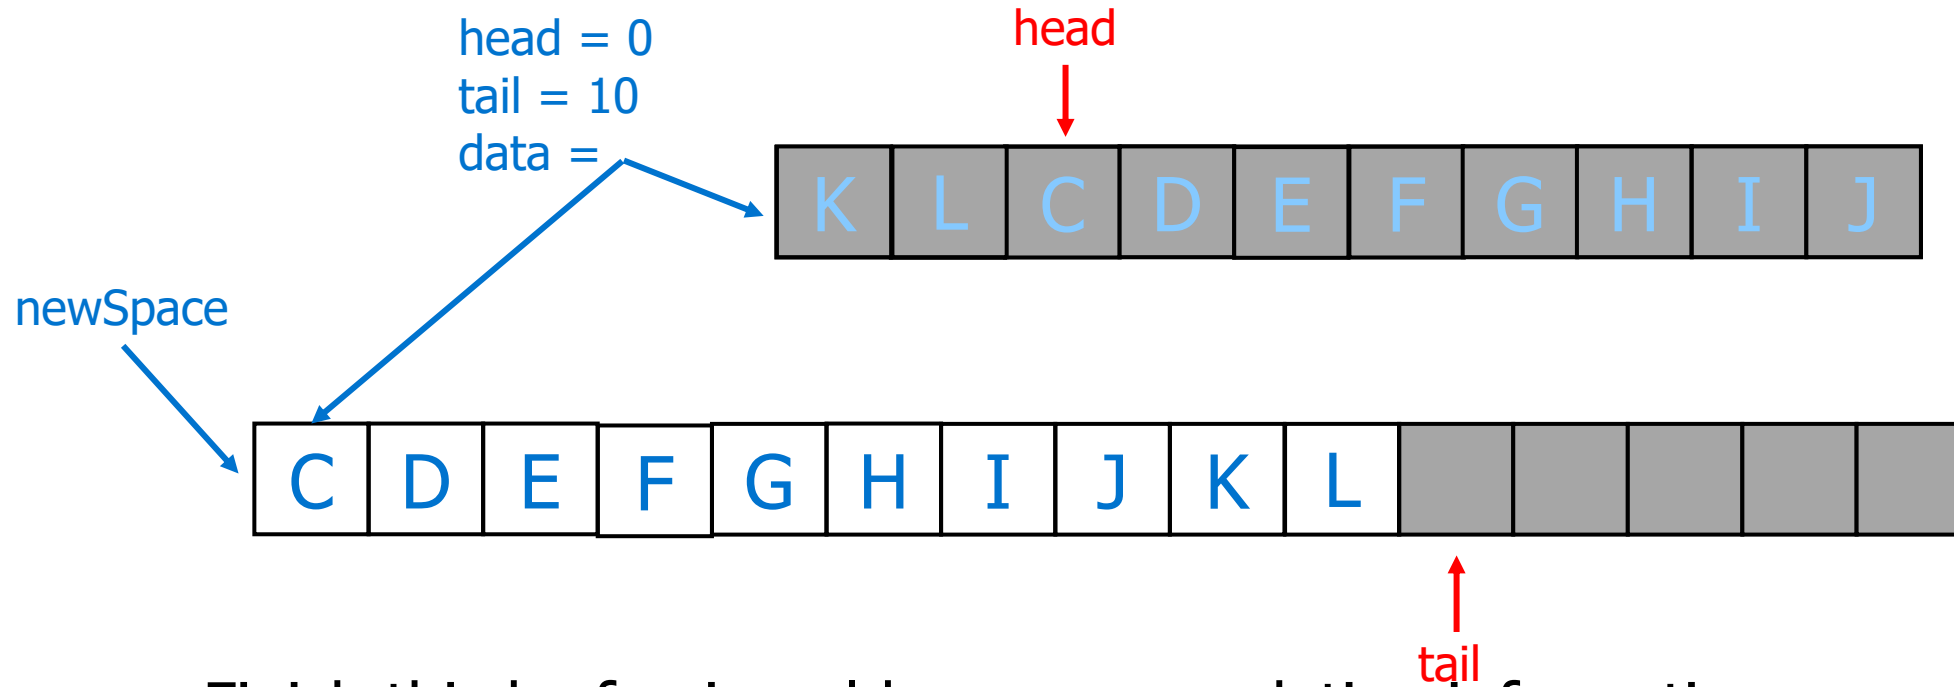 head = 0
tail = 10
data =
head
K L C D E F G H I J
newSpace
C D E F G H I J K L
tail